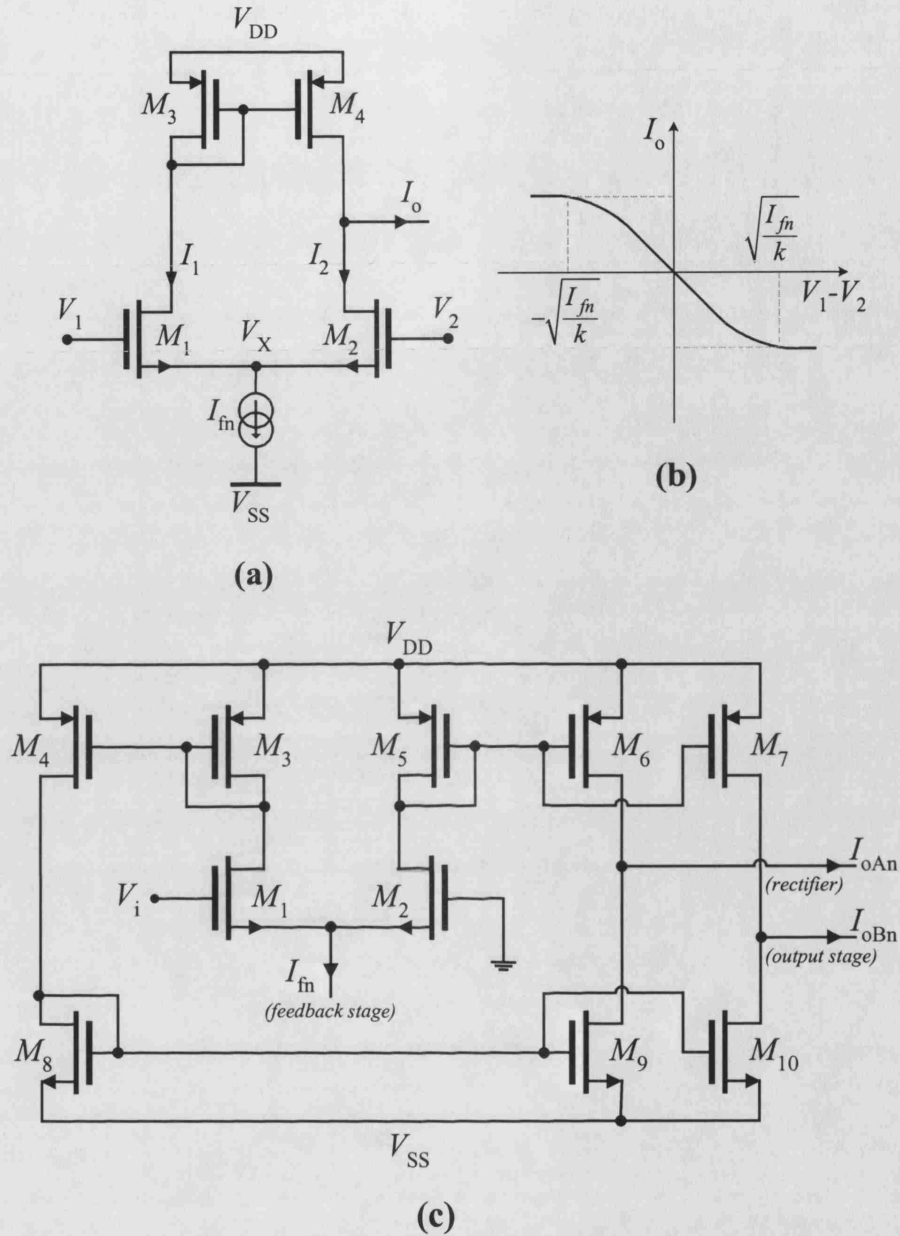 V_DD
M_3
M_4
I_o
I_1
I_2
V_1
V_2
M_1
V_X
M_2
I_fn
V_SS
(a)
I_o
√(I_fn/k)
-√(I_fn/k)
V_1-V_2
(b)
V_DD
M_4
M_3
M_5
M_6
M_7
V_i
M_1
M_2
I_oAn
(rectifier)
I_oBn
(output stage)
I_fn
(feedback stage)
M_8
M_9
M_10
V_SS
(c)